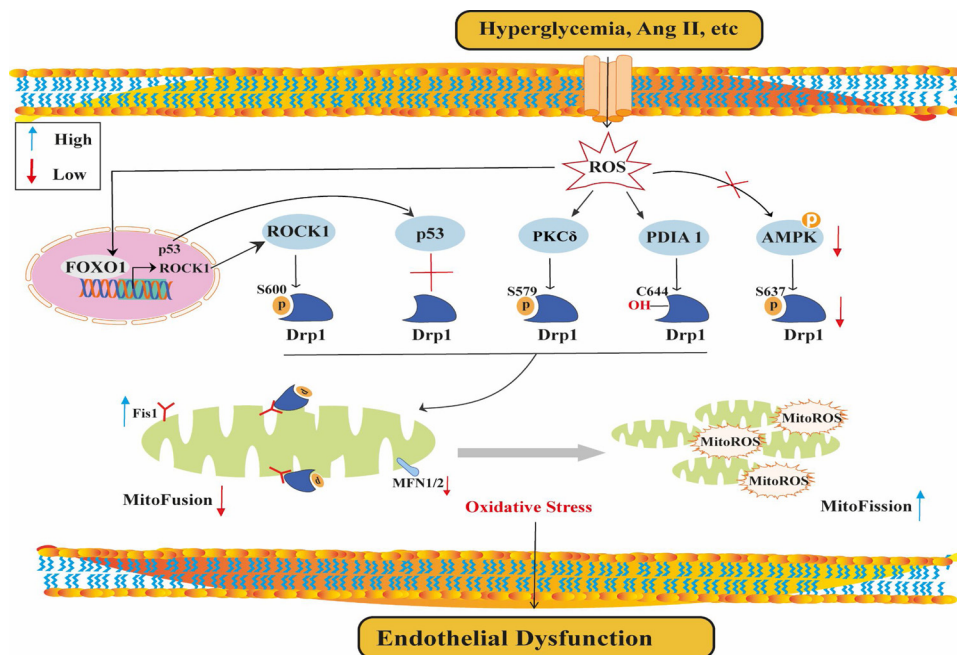 Hyperglycemia, Ang II, etc
High
Low
ROS
p53
FOXO1
ROCK1
ROCK1
p53
PKCδ
PDIA 1
P
AMPK
S600
P
Drp1
Drp1
S579
P
Drp1
C644
OH
Drp1
S637
P
Drp1
Fis1
P
P
MFN1/2
MitoFusion
Oxidative Stress
MitoROS
MitoROS
MitoROS
MitoFission
Endothelial Dysfunction